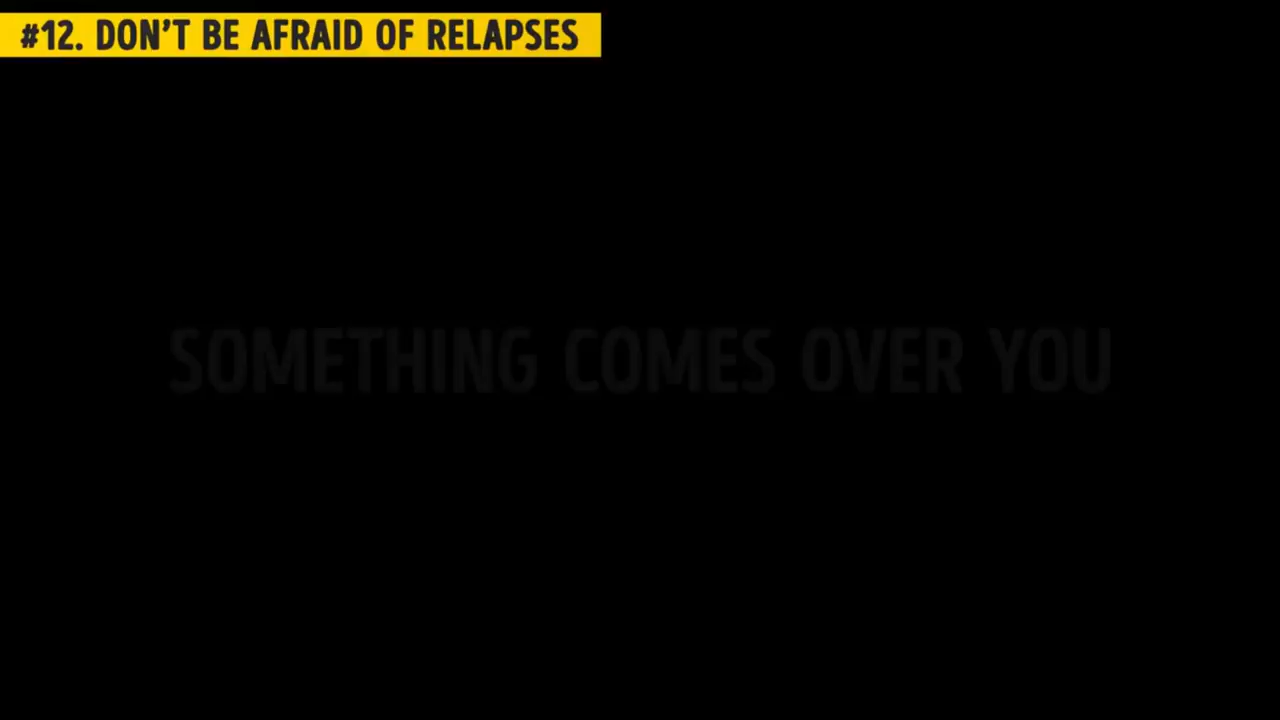 #12. DON'T BE AFRAID OF RELAPSES
SOMETHING COMES OVER YOU